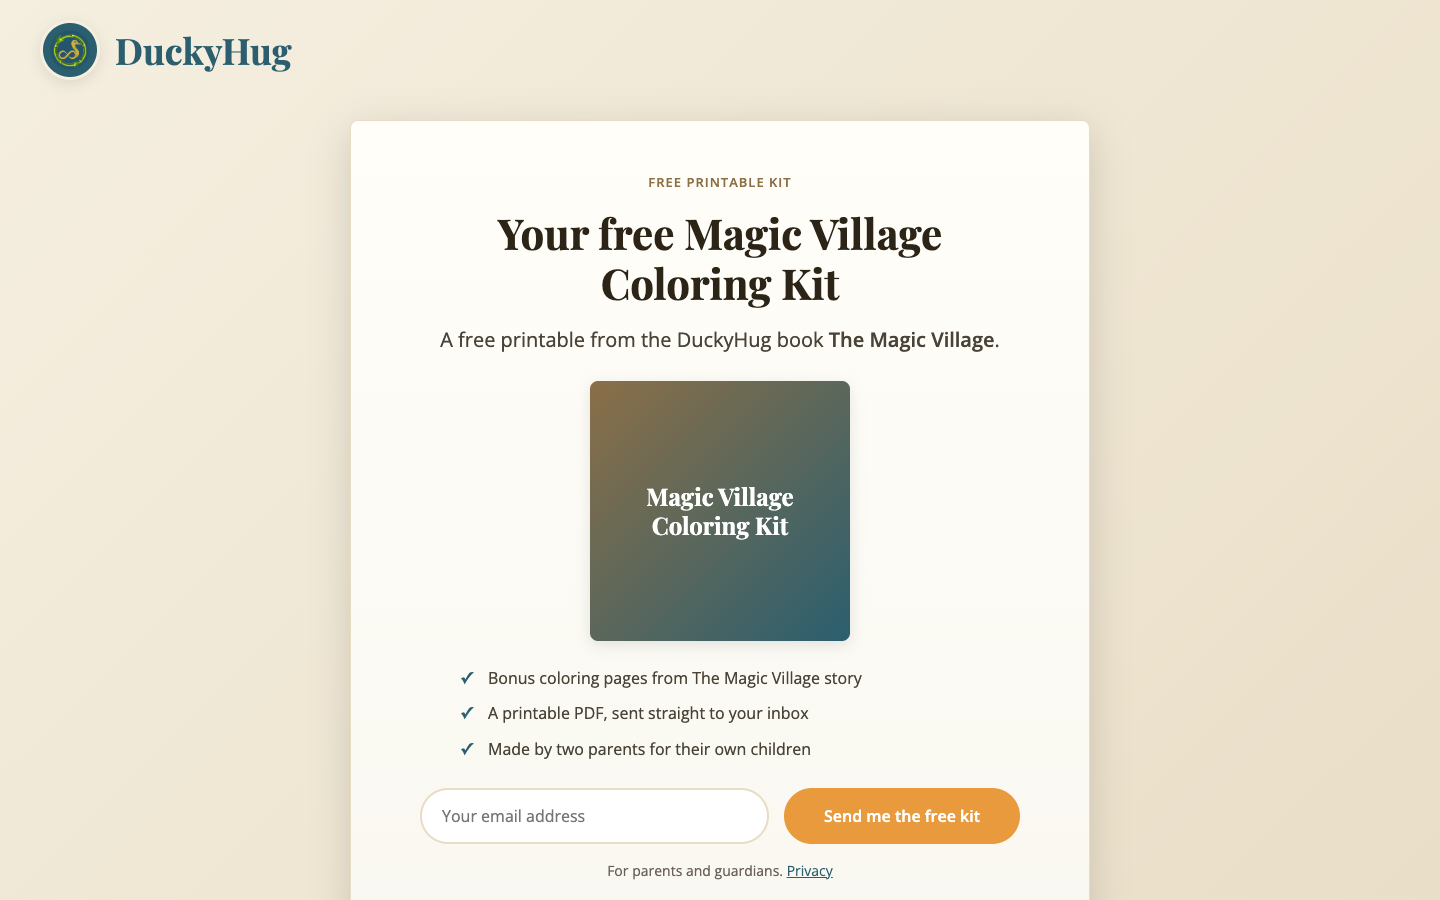 DuckyHug
FREE PRINTABLE KIT
Your free Magic Village
Coloring Kit
A free printable from the DuckyHug book The Magic Village.
Magic Village
Coloring Kit
✓ Bonus coloring pages from The Magic Village story
✓ A printable PDF, sent straight to your inbox
✓ Made by two parents for their own children
Your email address
Send me the free kit
For parents and guardians. Privacy